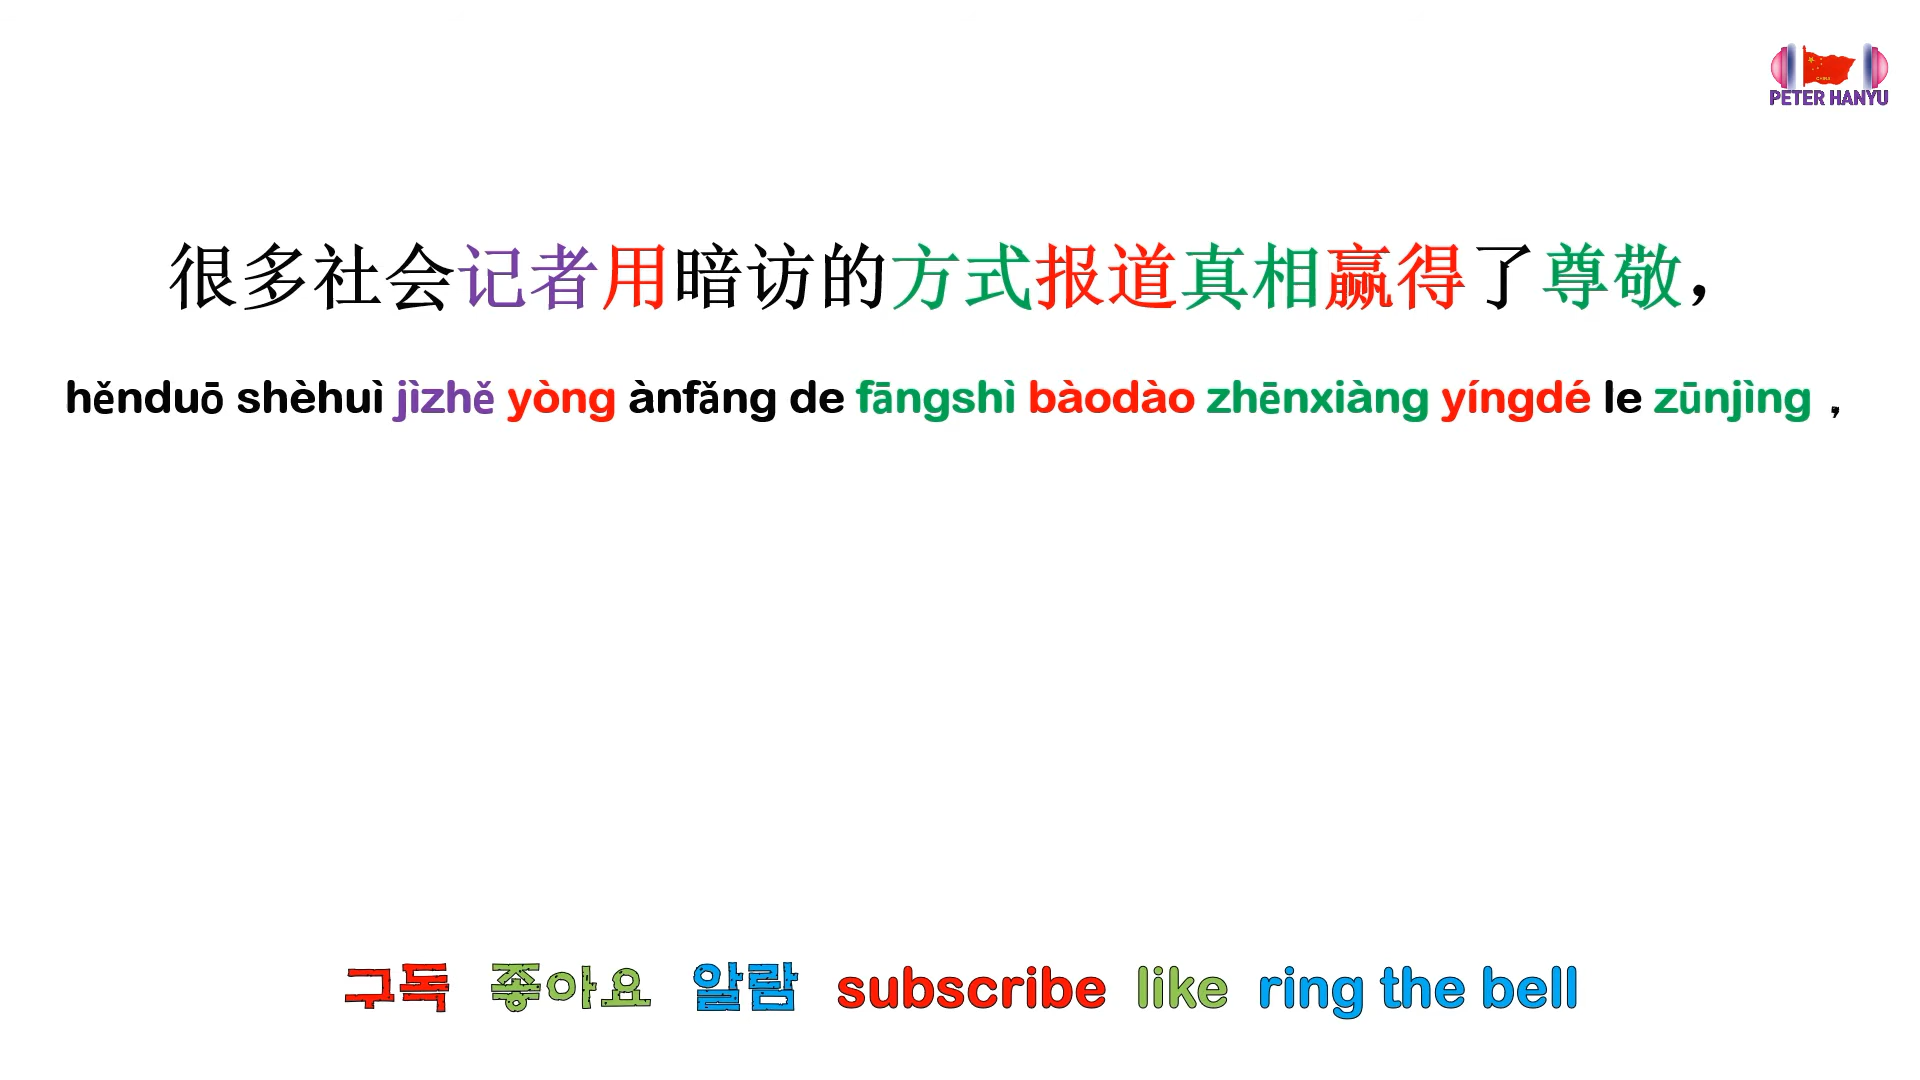 PETER HANYU
很多社会记者用暗访的方式报道真相赢得了尊敬，
hěnduō shèhuì jìzhě yòng ànfǎng de fāngshì bàodào zhēnxiàng yíngdé le zūnjìng，
구독 좋아요 알람 subscribe like ring the bell